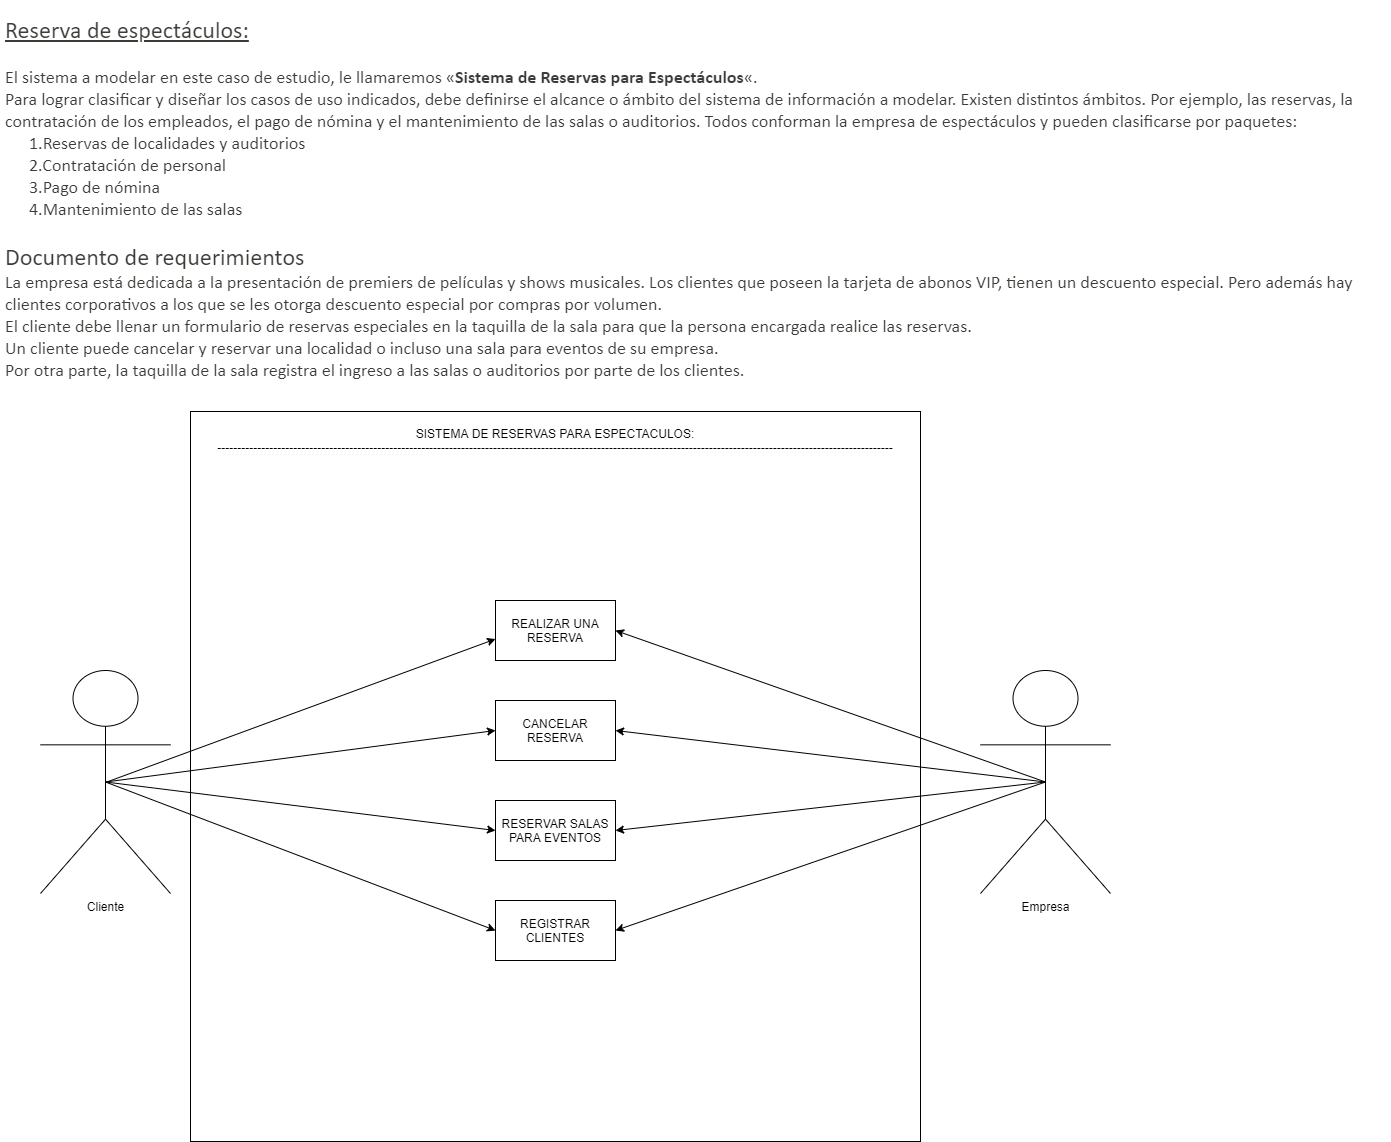 Reserva de espectáculos:
El sistema a modelar en este caso de estudio, le llamaremos «Sistema de Reservas para Espectáculos«.
Para lograr clasificar y diseñar los casos de uso indicados, debe definirse el alcance o ámbito del sistema de información a modelar. Existen distintos ámbitos. Por ejemplo, las reservas, la
contratación de los empleados, el pago de nómina y el mantenimiento de las salas o auditorios. Todos conforman la empresa de espectáculos y pueden clasificarse por paquetes:
1.Reservas de localidades y auditorios
2.Contratación de personal
3.Pago de nómina
4.Mantenimiento de las salas
Documento de requerimientos
La empresa está dedicada a la presentación de premiers de películas y shows musicales. Los clientes que poseen la tarjeta de abonos VIP, tienen un descuento especial. Pero además hay
clientes corporativos a los que se les otorga descuento especial por compras por volumen.
El cliente debe llenar un formulario de reservas especiales en la taquilla de la sala para que la persona encargada realice las reservas.
Un cliente puede cancelar y reservar una localidad o incluso una sala para eventos de su empresa.
Por otra parte, la taquilla de la sala registra el ingreso a las salas o auditorios por parte de los clientes.
SISTEMA DE RESERVAS PARA ESPECTACULOS:
REALIZAR UNA
RESERVA
CANCELAR
RESERVA
RESERVAR SALAS
PARA EVENTOS
REGISTRAR
CLIENTES
Cliente
Empresa